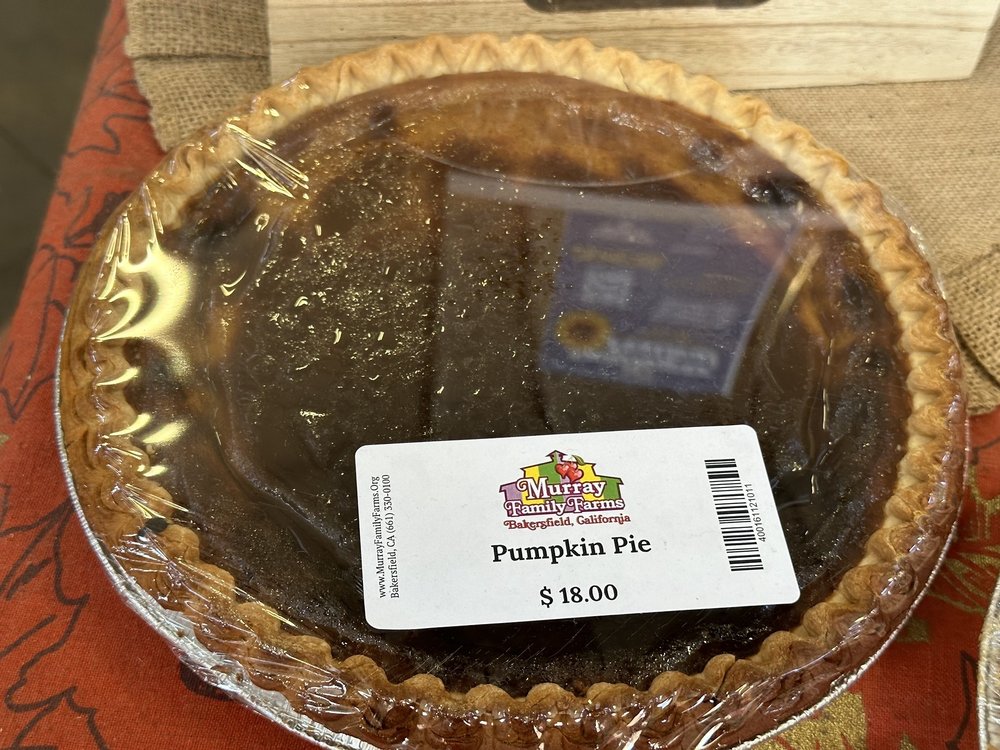 www.MurrayFamilyFarms.Org
Bakersfield, CA (661) 330-0100
Murray
Family Farms
Bakersfield, California
Pumpkin Pie
$ 18.00
400161121011